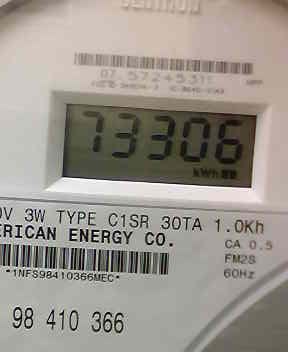 73306
kWh
0V 3W TYPE C1SR 30TA 1.0Kh
ERICAN ENERGY CO.
CA 0.5
FM2S
60Hz
*1NFS98410366MEC*
98 410 366